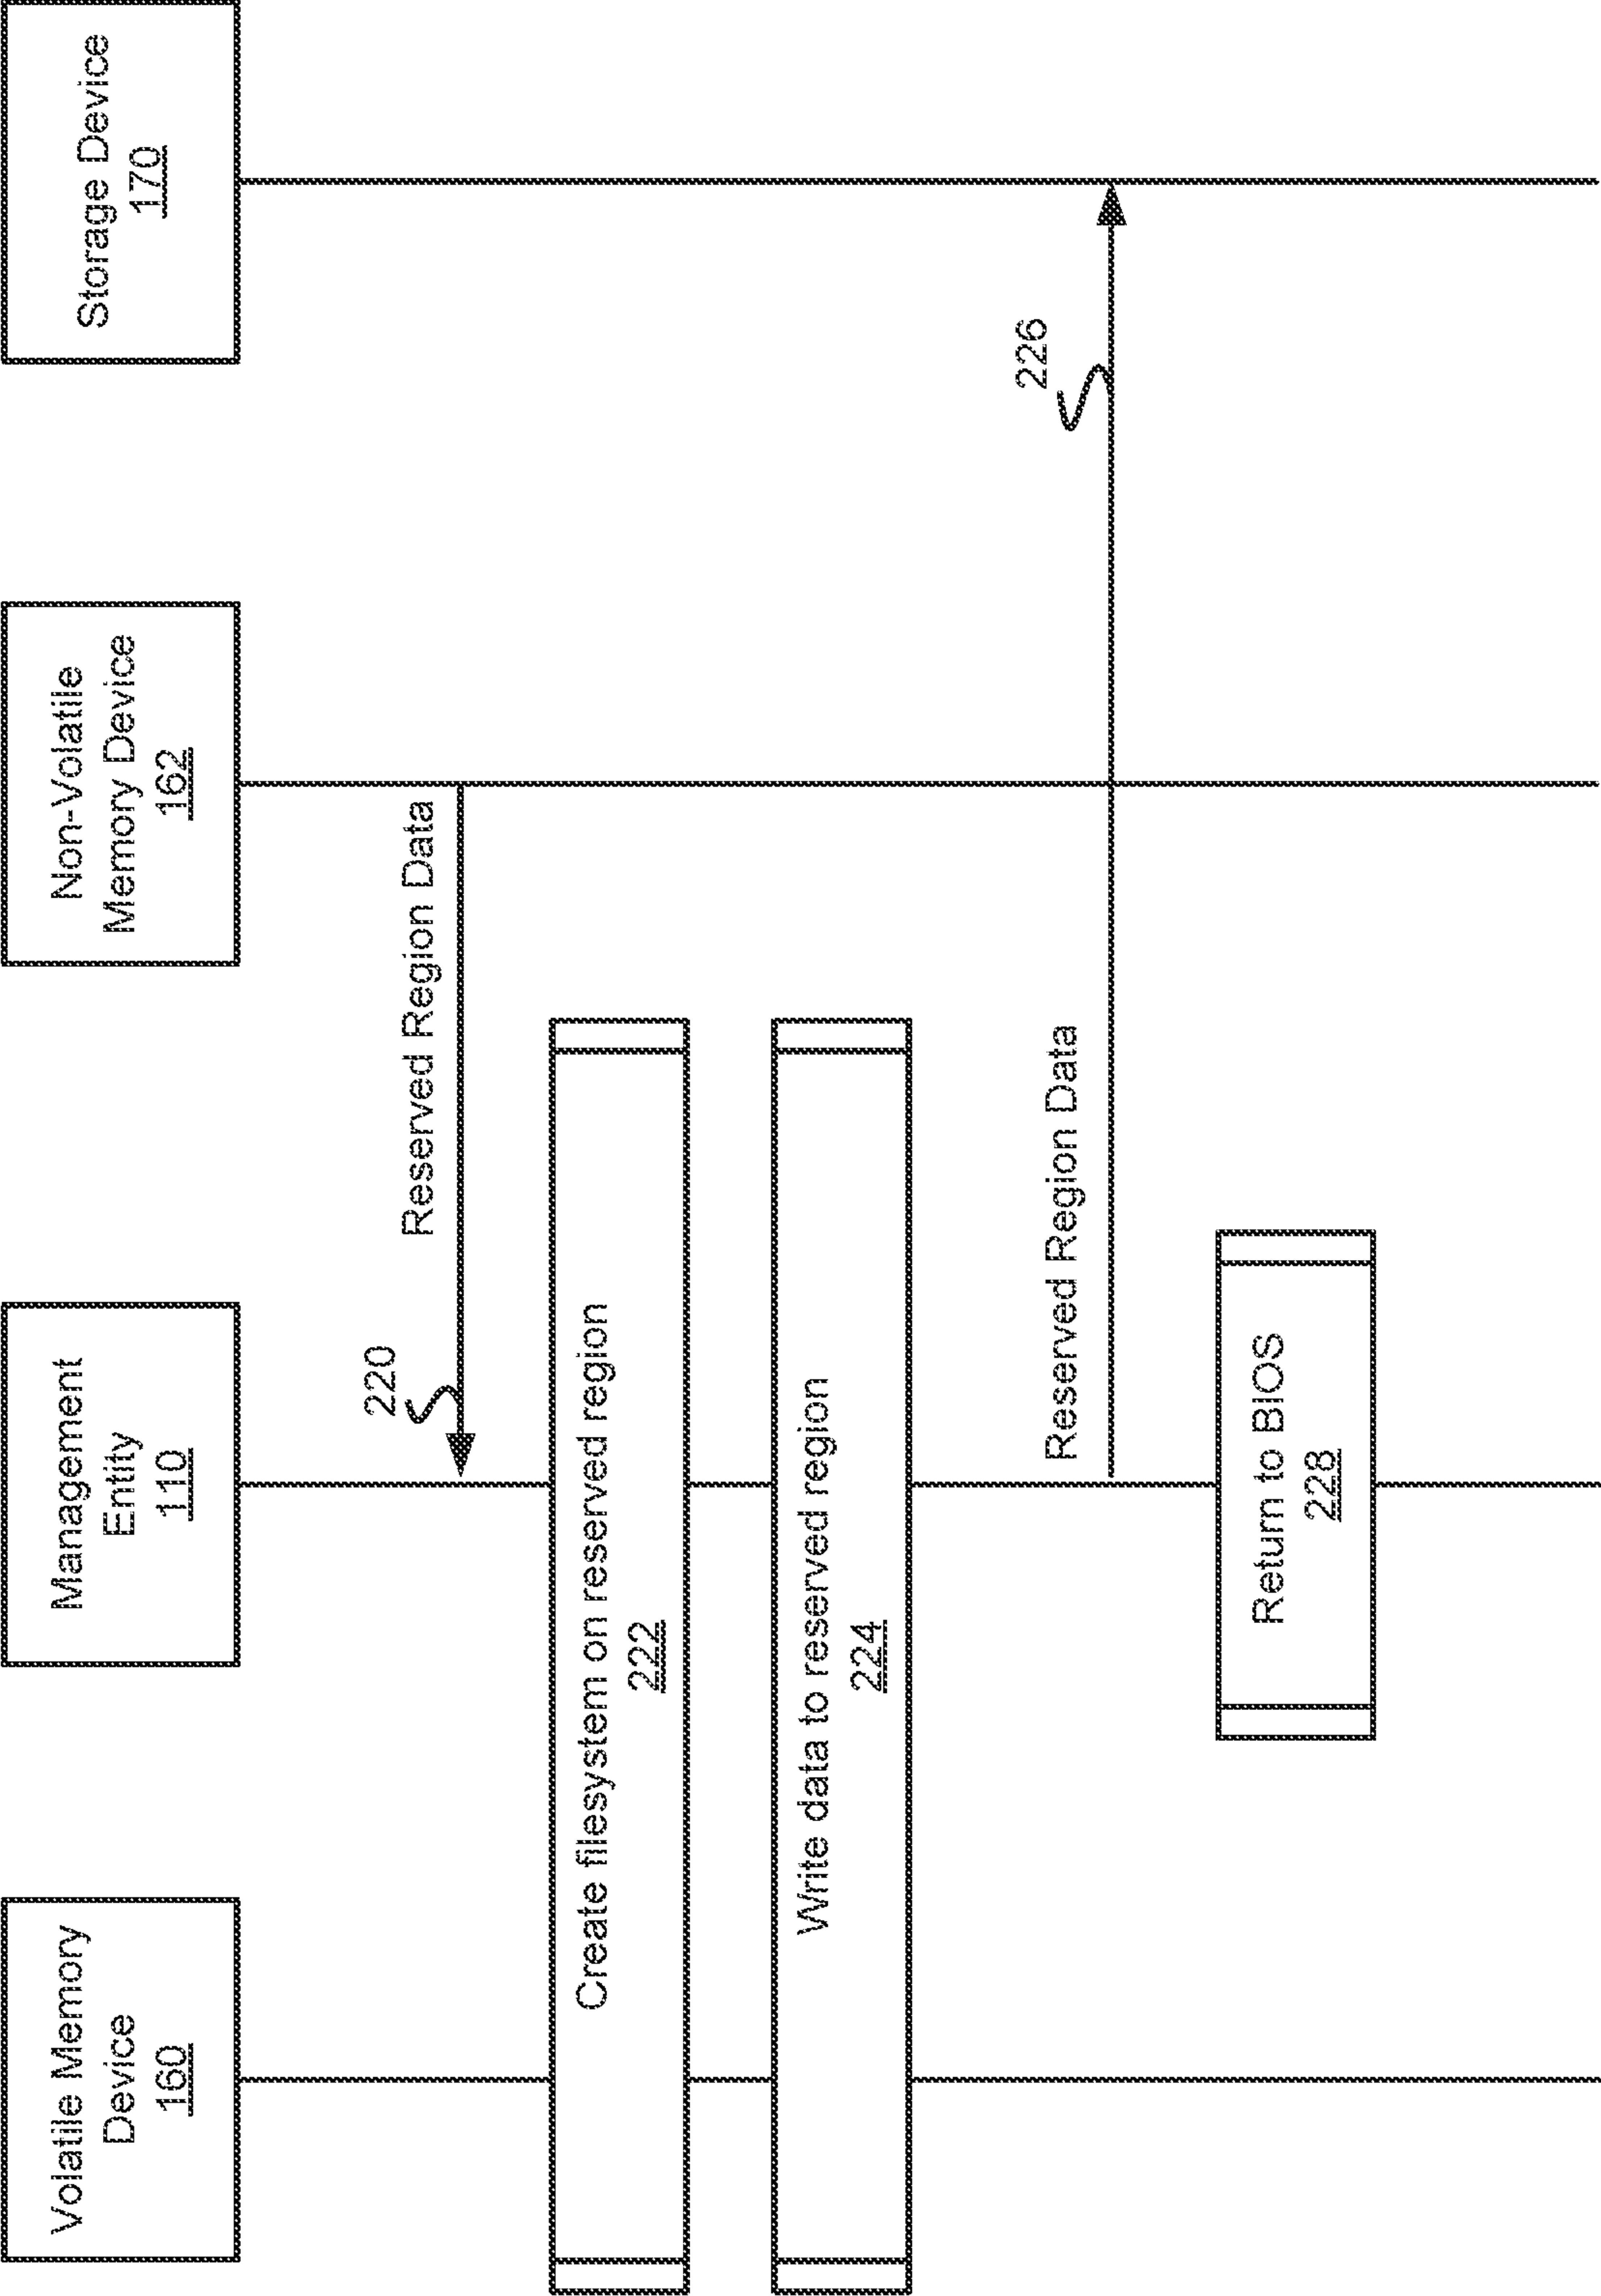 Volatile Memory
Device
160
Management
Entity
110
Non-Volatile
Memory Device
162
Storage Device
170
220
Reserved Region Data
Create filesystem on reserved region
222
Write data to reserved region
224
Reserved Region Data
226
Return to BIOS
228